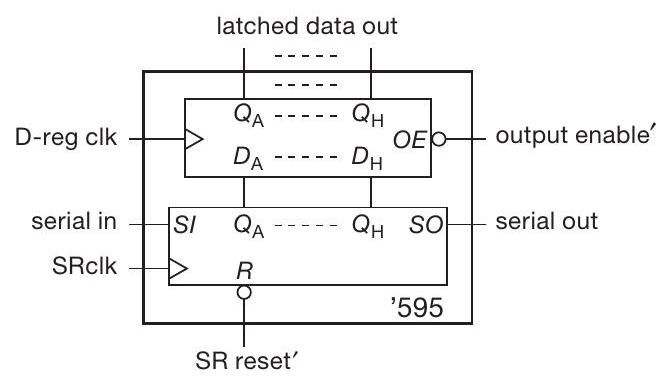 latched data out
Q_A Q_H
D-reg clk OE output enable′
D_A D_H
serial in SI Q_A Q_H SO serial out
SRclk R
’595
SR reset′